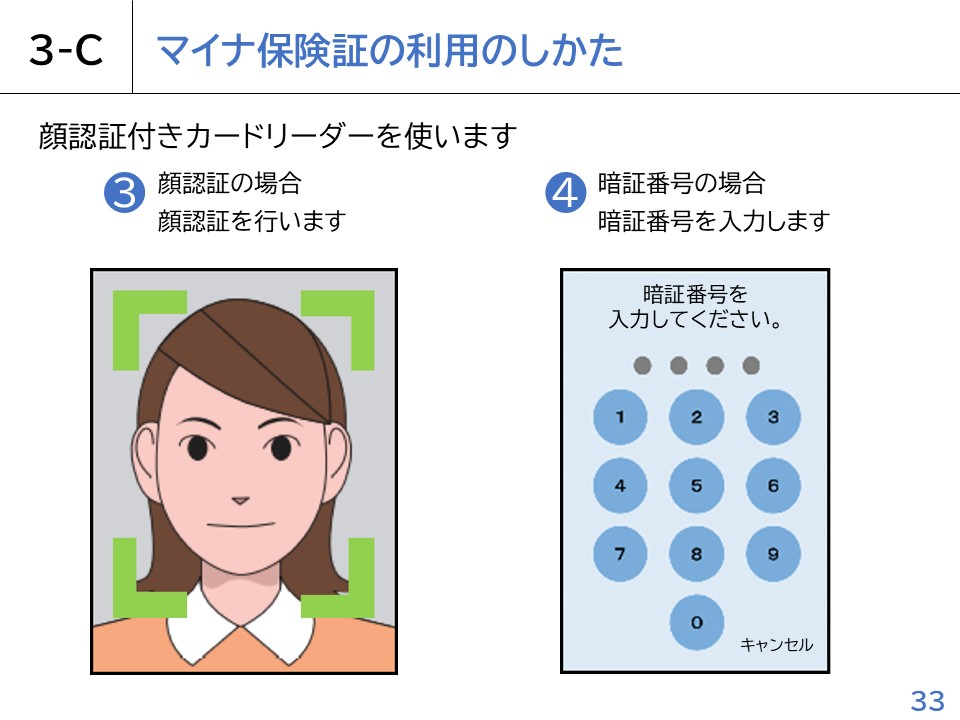 3-C
マイナ保険証の利用のしかた
顔認証付きカードリーダーを使います
3
顔認証の場合
顔認証を行います
4
暗証番号の場合
暗証番号を入力します
暗証番号を
入力してください。
1 2 3
4 5 6
7 8 9
0
キャンセル
33